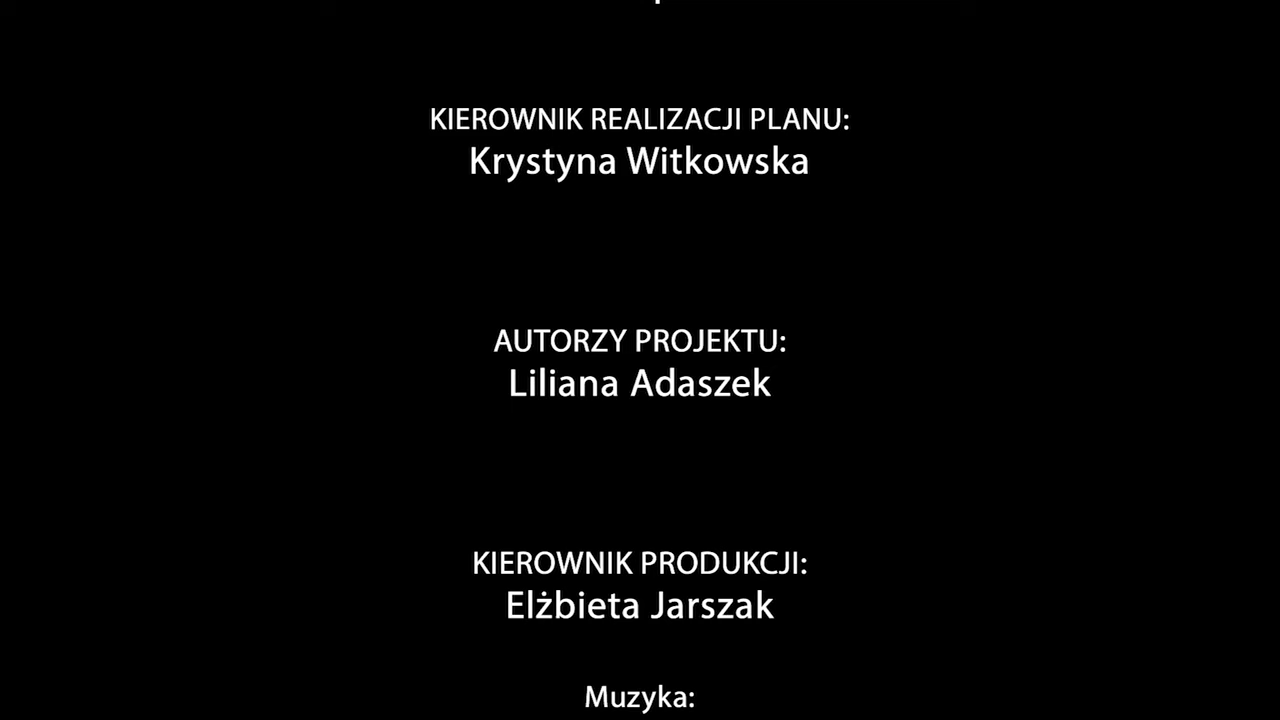 KIEROWNIK REALIZACJI PLANU:
Krystyna Witkowska
AUTORZY PROJEKTU:
Liliana Adaszek
KIEROWNIK PRODUKCJI:
Elżbieta Jarszak
Muzyka: